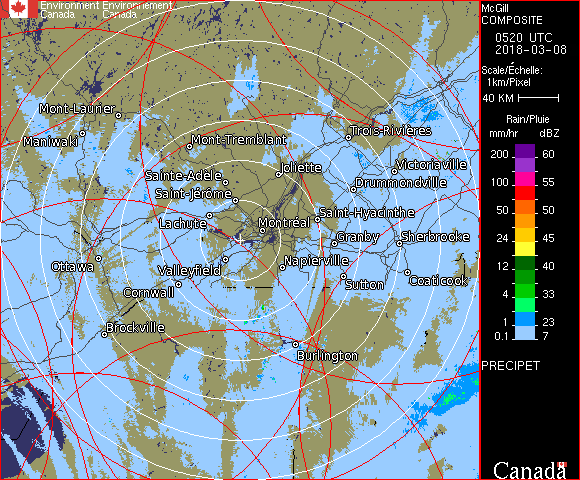 Environment Environnement
Canada Canada
McGill
COMPOSITE
0520 UTC
2018-03-08
Scale/Échelle:
1km/Pixel
40 KM
Rain/Pluie
mm/hr dBZ
200 60
100 55
50 50
24 45
12 40
4 33
1 23
0.1 7
PRECIPET
Canada
Mont-Laurier
Maniwaki
Mont-Tremblant
Trois-Rivières
Sainte-Adèle
Joliette
Victoriaville
Drummondville
Saint-Jérôme
Lachute
Montréal
Saint-Hyacinthe
Granby
Sherbrooke
Ottawa
Valleyfield
Napierville
Sutton
Coaticook
Cornwall
Brockville
Burlington